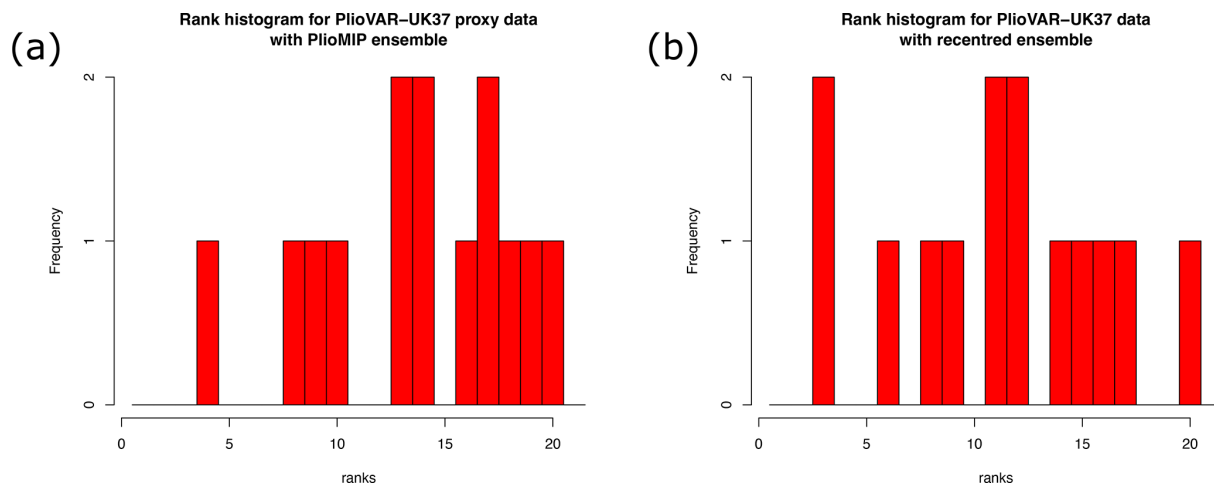 (a)
Rank histogram for PlioVAR−UK37 proxy data
with PlioMIP ensemble
Frequency
2
1
0
0 5 10 15 20
ranks
(b)
Rank histogram for PlioVAR−UK37 data
with recentred ensemble
Frequency
2
1
0
0 5 10 15 20
ranks